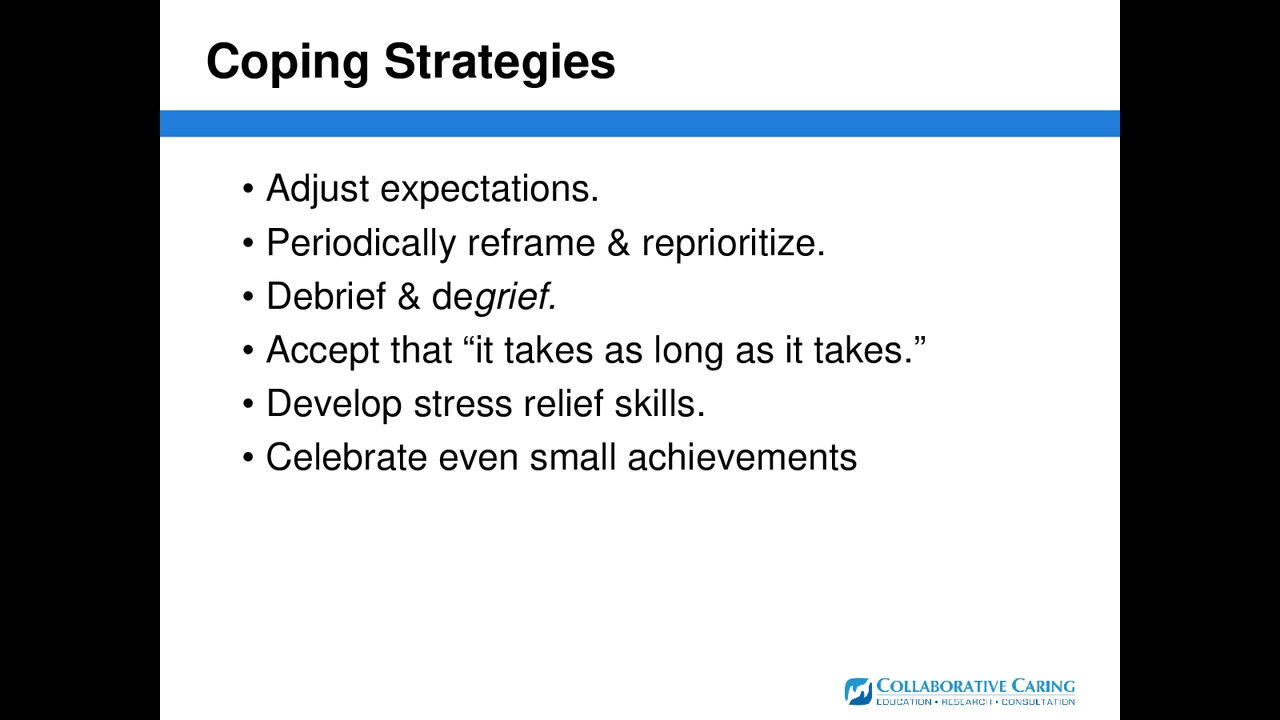 Coping Strategies
• Adjust expectations.
• Periodically reframe & reprioritize.
• Debrief & degrief.
• Accept that “it takes as long as it takes.”
• Develop stress relief skills.
• Celebrate even small achievements
COLLABORATIVE CARING
EDUCATION • RESEARCH • CONSULTATION